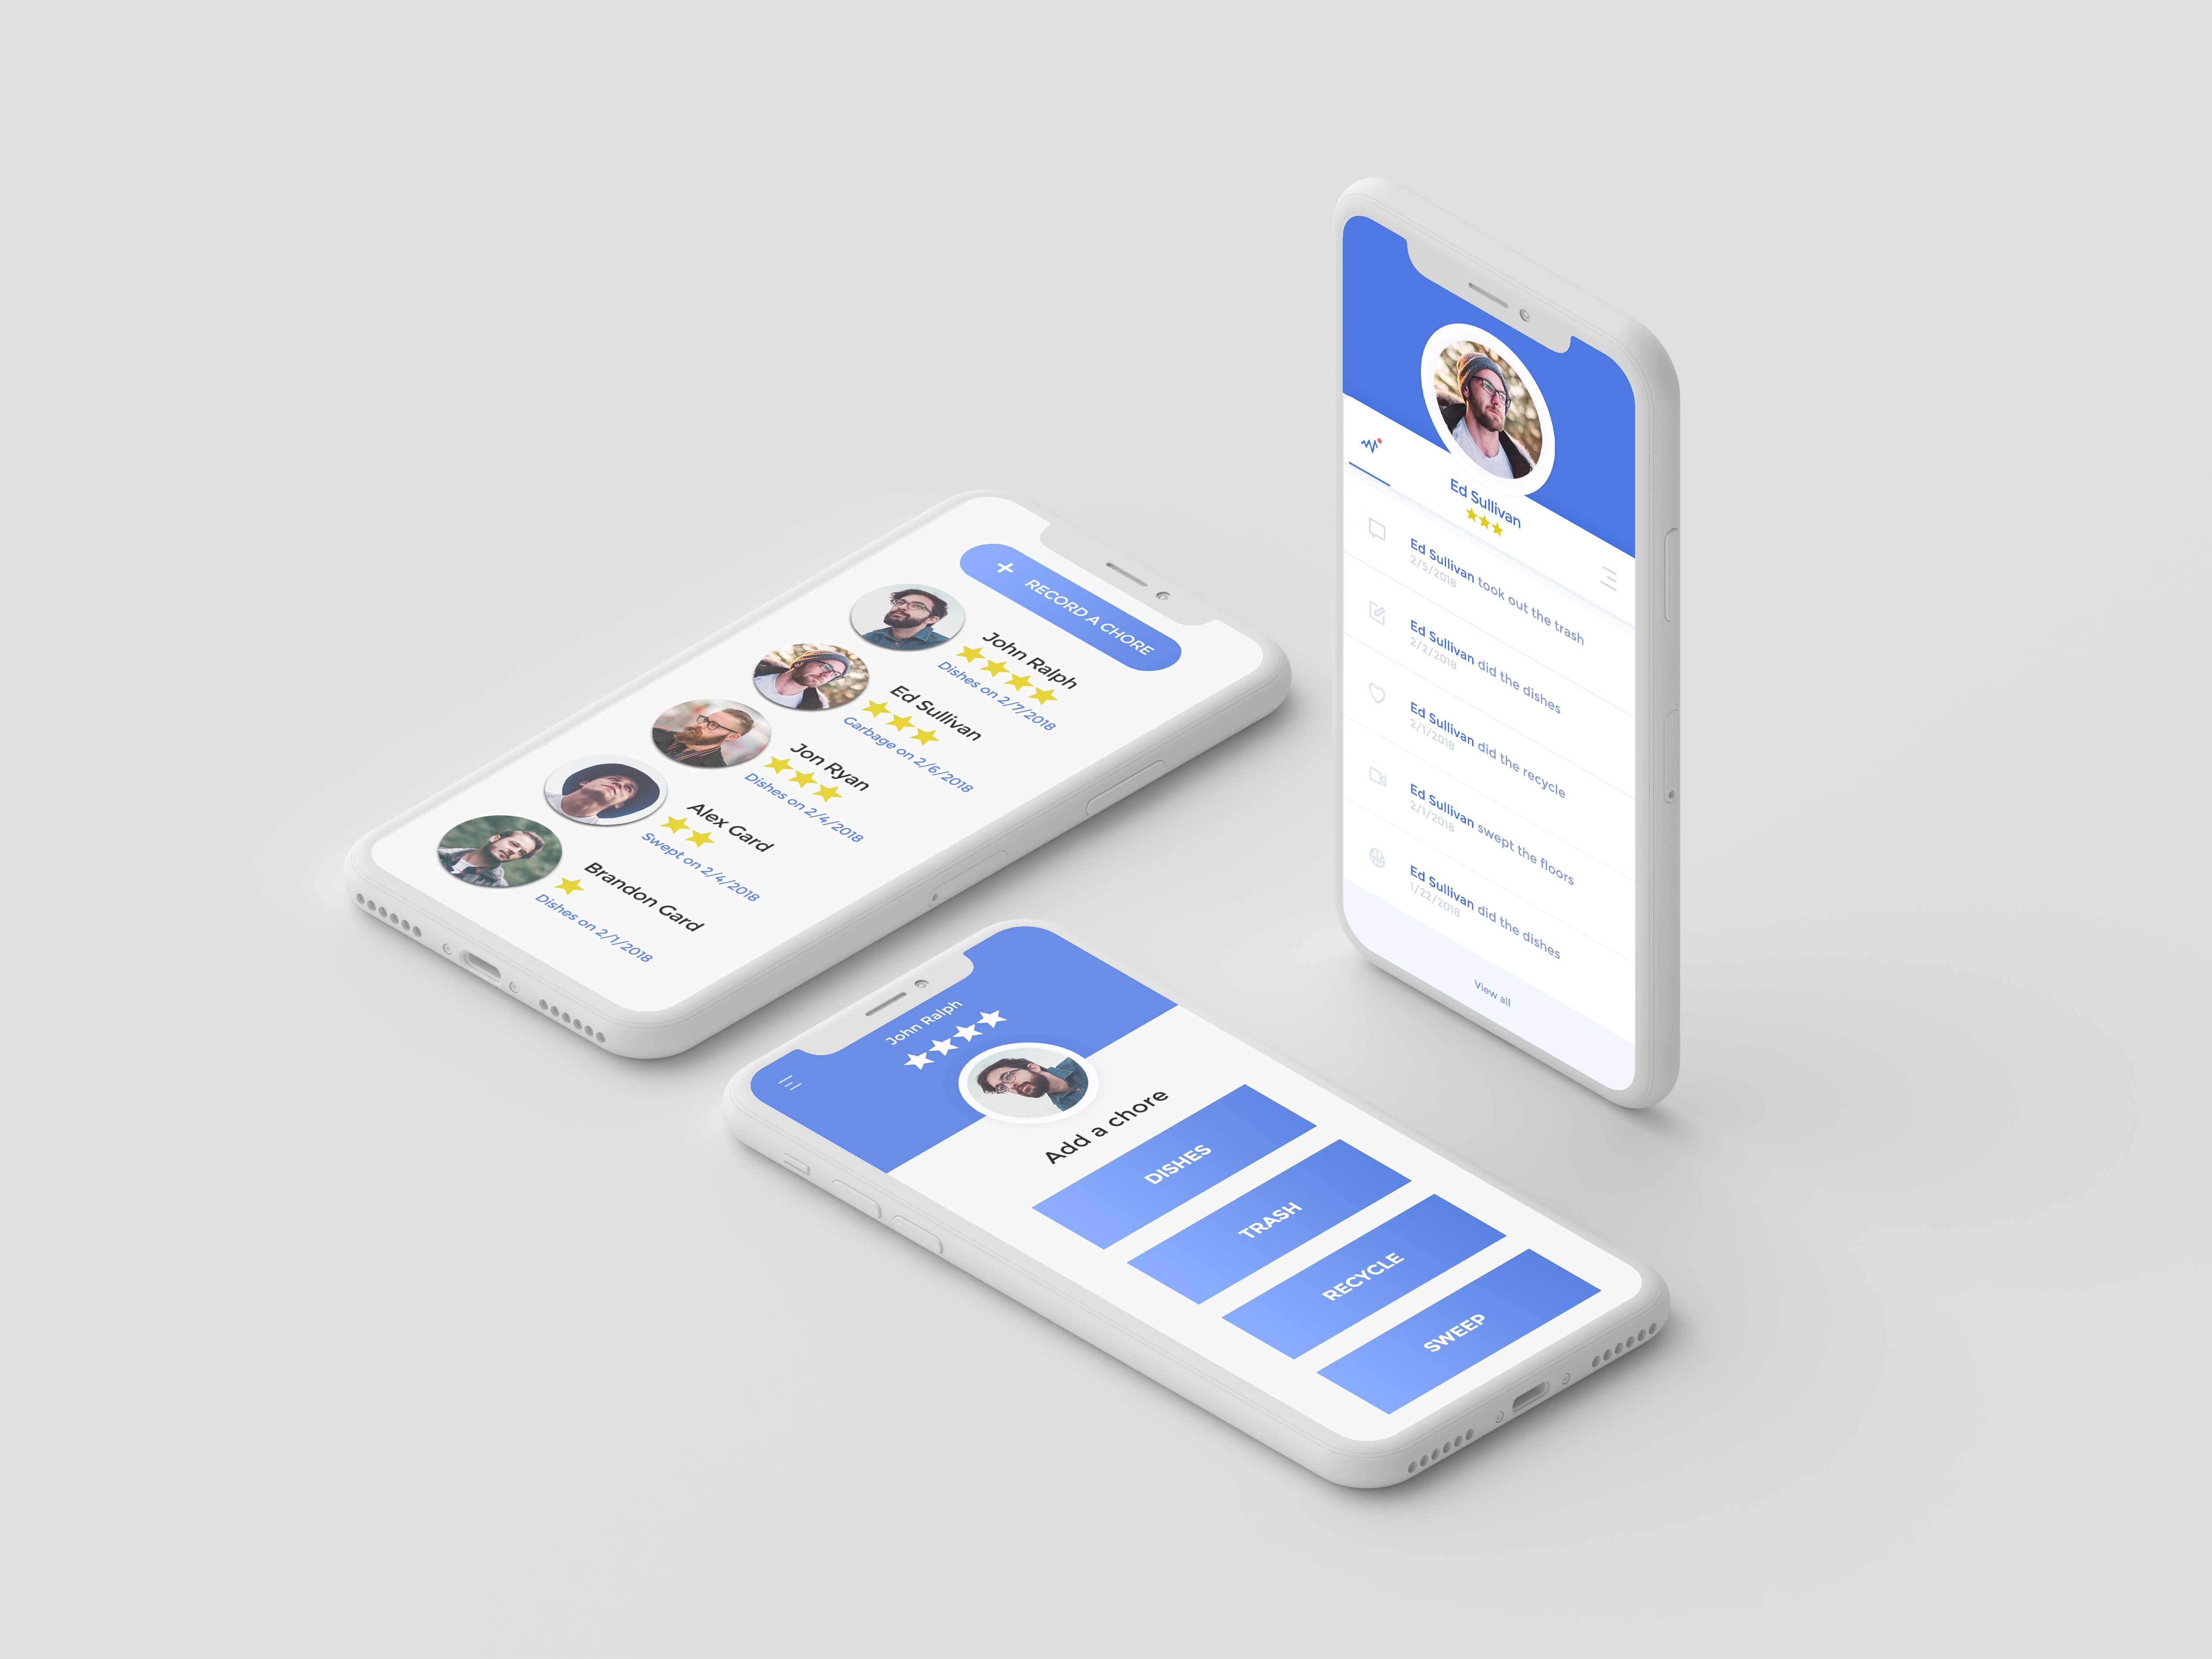 RECORD A CHORE
John Ralph
Dishes on 2/7/2018
Ed Sullivan
Garbage on 2/6/2018
Jon Ryan
Dishes on 2/4/2018
Alex Gard
Swept on 2/4/2018
Brandon Gard
Dishes on 2/1/2018
Ed Sullivan
Ed Sullivan took out the trash
2/5/2018
Ed Sullivan did the dishes
2/2/2018
Ed Sullivan did the recycle
2/1/2018
Ed Sullivan swept the floors
2/1/2018
Ed Sullivan did the dishes
1/22/2018
View all
John Ralph
Add a chore
DISHES
TRASH
RECYCLE
SWEEP